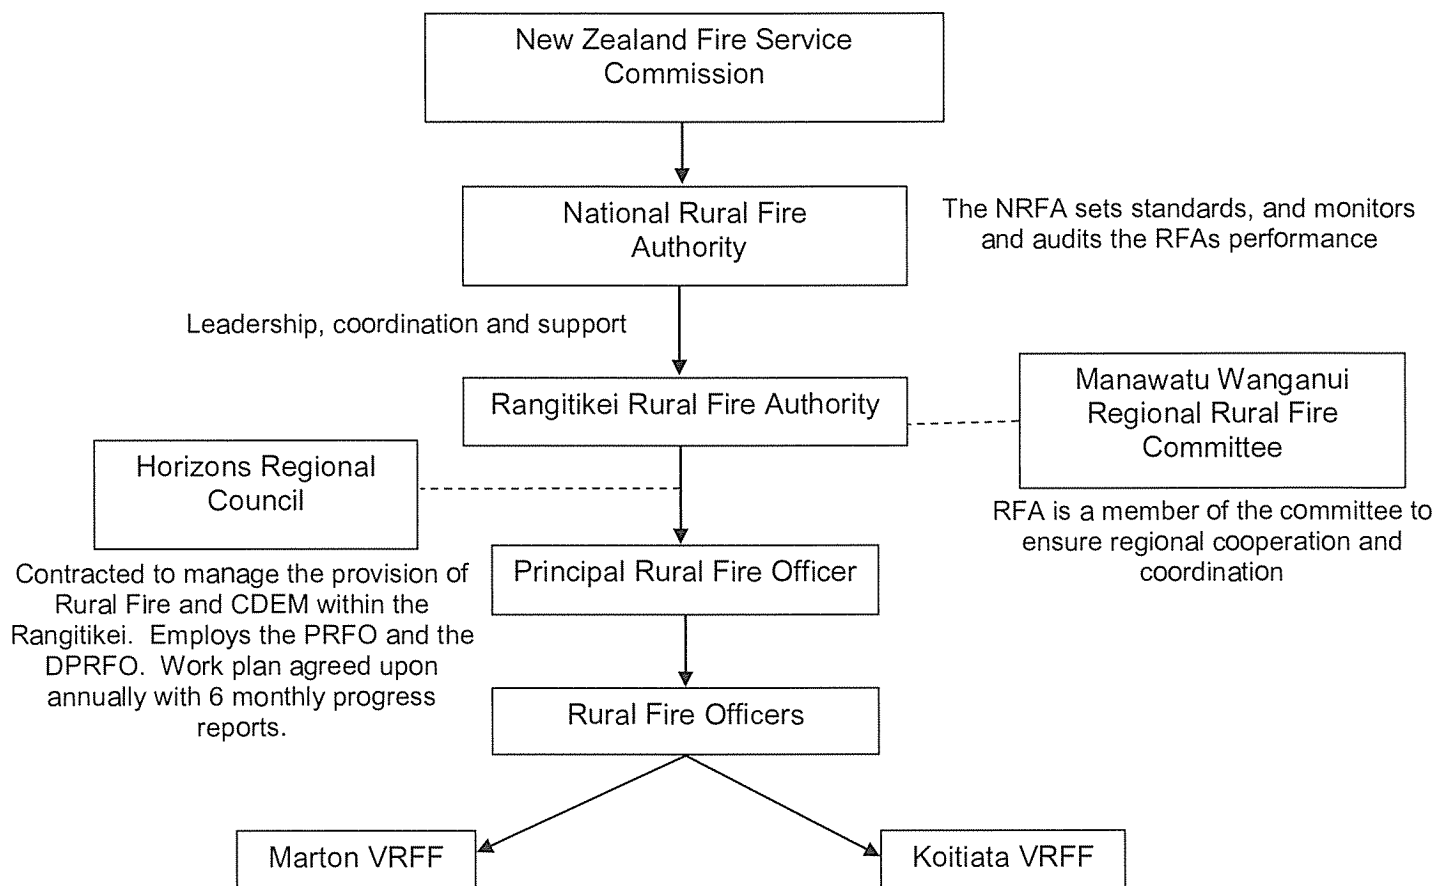 New Zealand Fire Service
Commission
National Rural Fire
Authority
The NRFA sets standards, and monitors
and audits the RFAs performance
Leadership, coordination and support
Rangitikei Rural Fire Authority
Manawatu Wanganui
Regional Rural Fire
Committee
RFA is a member of the committee to
ensure regional cooperation and
coordination
Horizons Regional
Council
Contracted to manage the provision of
Rural Fire and CDEM within the
Rangitikei.  Employs the PRFO and the
DPRFO.  Work plan agreed upon
annually with 6 monthly progress
reports.
Principal Rural Fire Officer
Rural Fire Officers
Marton VRFF
Koitiata VRFF